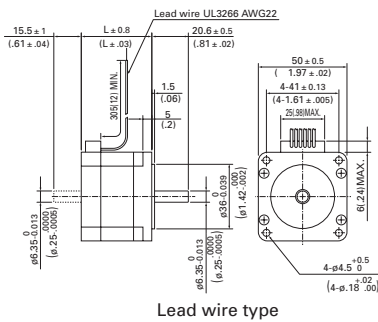 Lead wire UL3266 AWG22
15.5 ± 1
(.61 ± .04)
L ± 0.8
(L ± .03)
20.6 ± 0.5
(.81 ± .02)
305(12) MIN.
1.5
(.06)
5
(.2)
50 ± 0.5
( 1.97 ± .02)
4-41 ± 0.13
(4-1.61 ± .005)
25(.98)MAX.
6(.24)MAX.
0
ø6.35-0.013
.0000
(ø.25-.0005)
0
ø6.35-0.013
.0000
(ø.25-.0005)
0
ø36-0.039
.000
(ø1.42-.002)
+0.5
4-ø4.5 0
+.02
(4-ø.18 .00)
Lead wire type